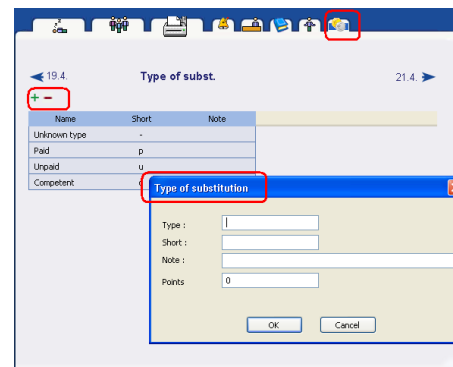 19.4. Type of subst. 21.4.
Name Short Note
Unknown type -
Paid p
Unpaid u
Competent
Type of substitution
Type :
Short :
Note :
Points 0
OK Cancel